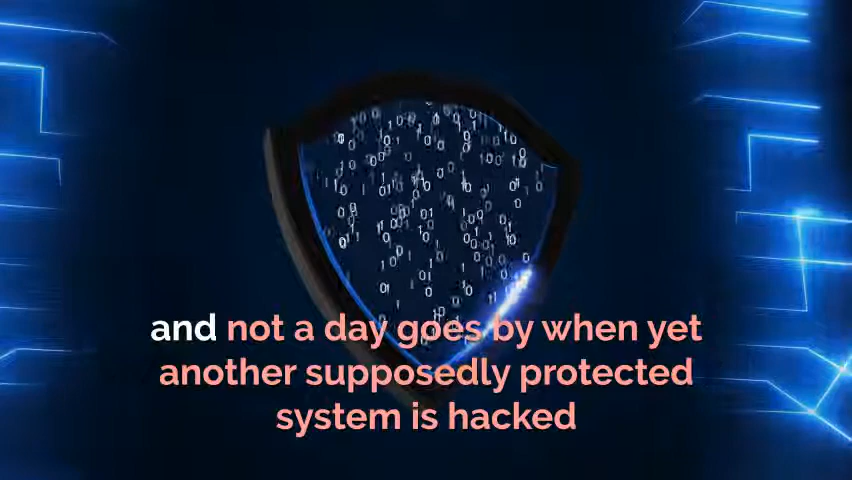 and not a day goes by when yet
another supposedly protected
system is hacked